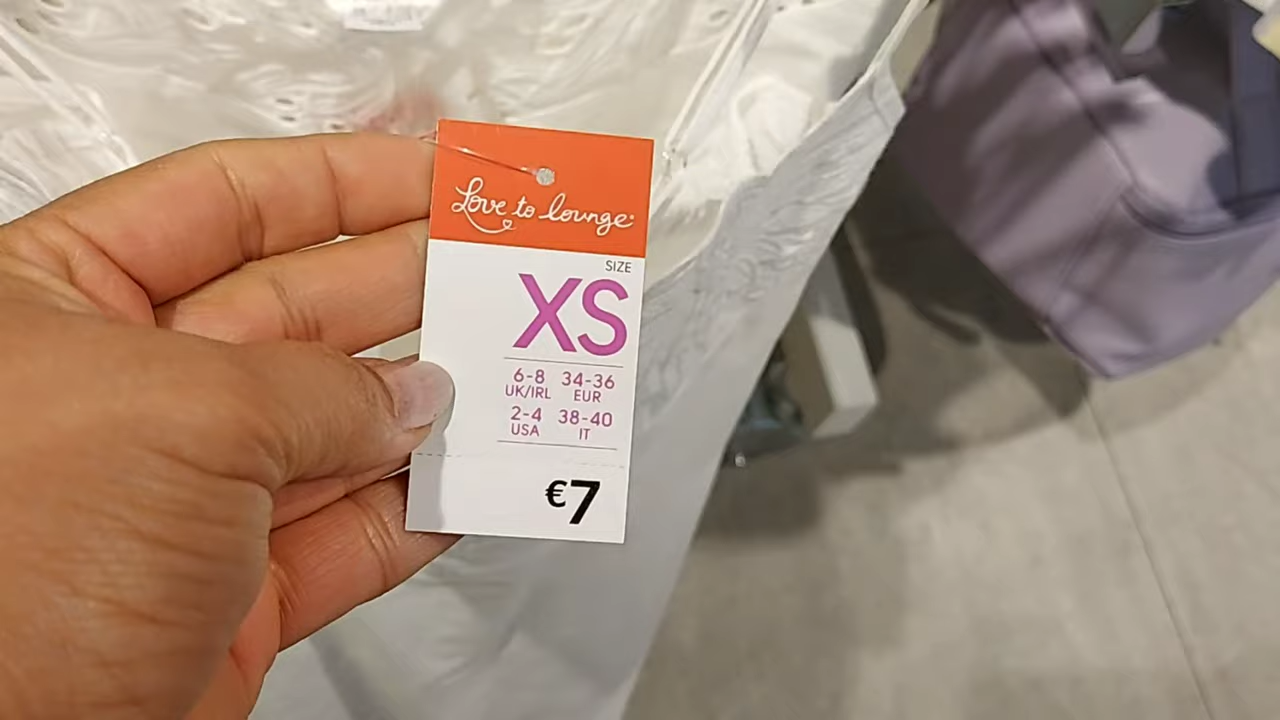 Love to lounge
SIZE
XS
6-8 34-36
UK/IRL EUR
2-4 38-40
USA IT
€7